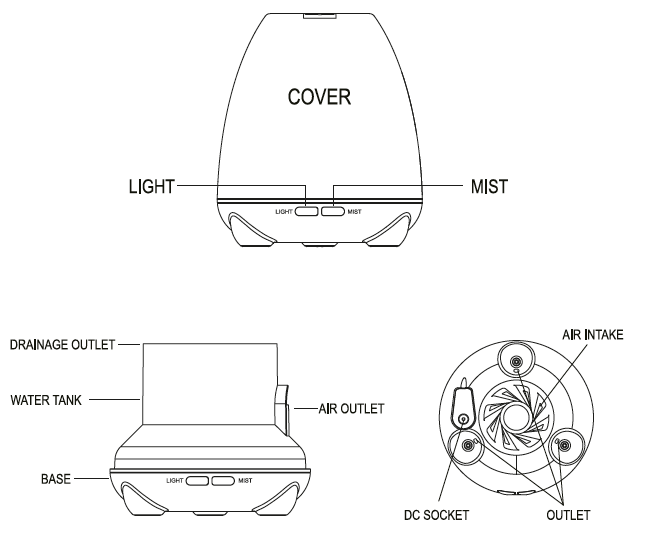 COVER
LIGHT
MIST
LIGHT MIST
DRAINAGE OUTLET
WATER TANK
AIR OUTLET
BASE
LIGHT MIST
AIR INTAKE
DC SOCKET
OUTLET